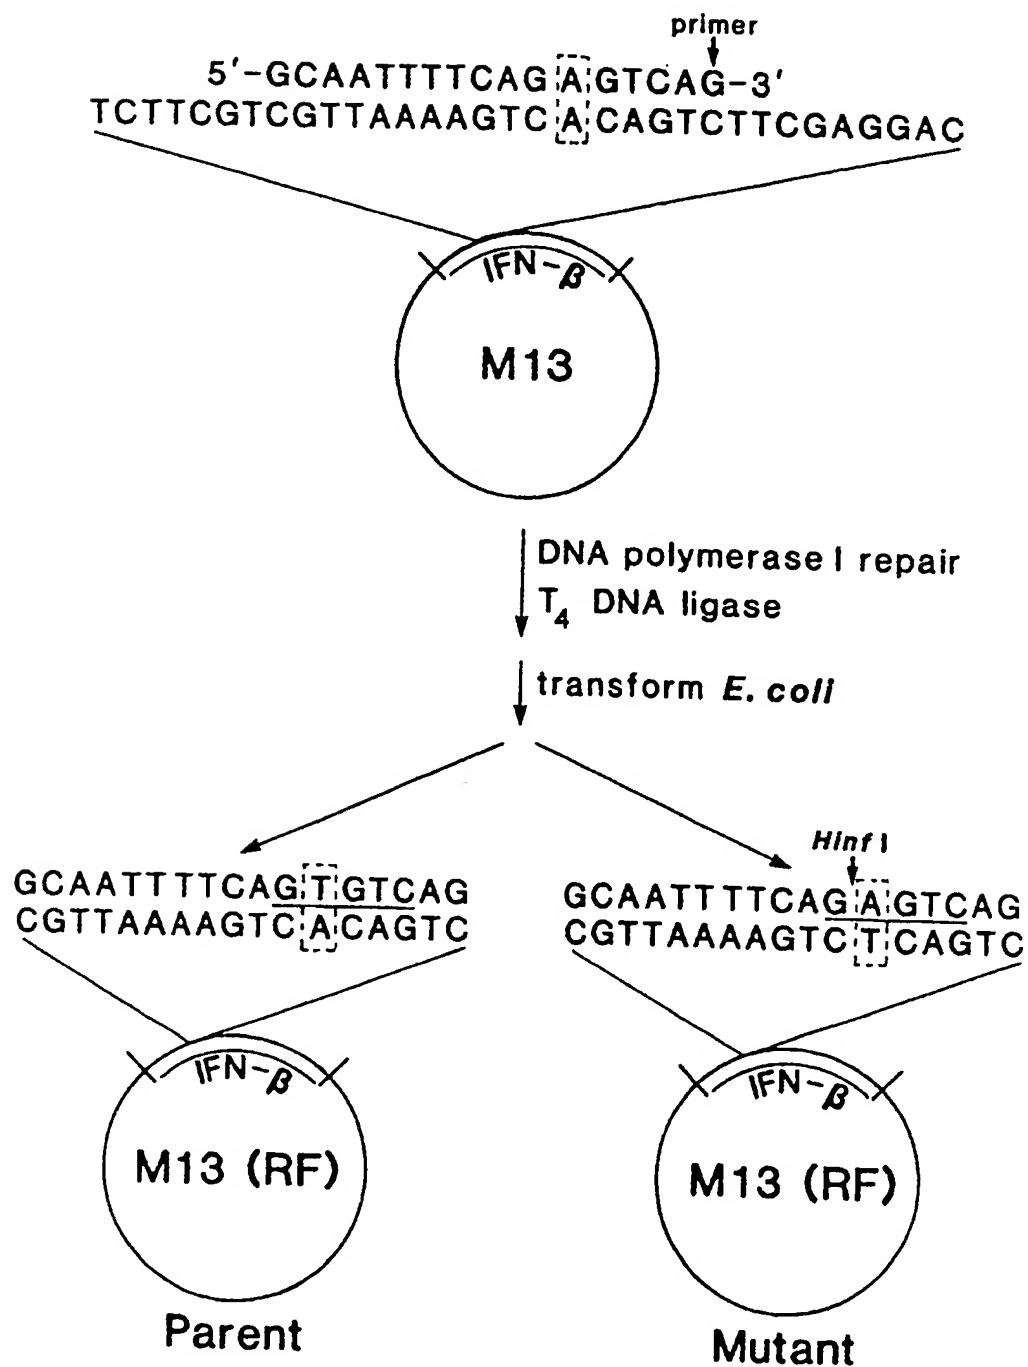 primer
5'-GCAATTTTCAGAGTCAG-3'
TCTTCGTCGTTAAAAGTCACAGTCTTCGAGGAC
IFN-β
M13
DNA polymerase I repair
T4 DNA ligase
transform E. coli
GCAATTTTCAGTGTCAG
CGTTAAAAGTCACAGTC
IFN-β
M13 (RF)
Parent
Hinf I
GCAATTTTCAGAGTCAG
CGTTAAAAGTCTCAGTC
IFN-β
M13 (RF)
Mutant